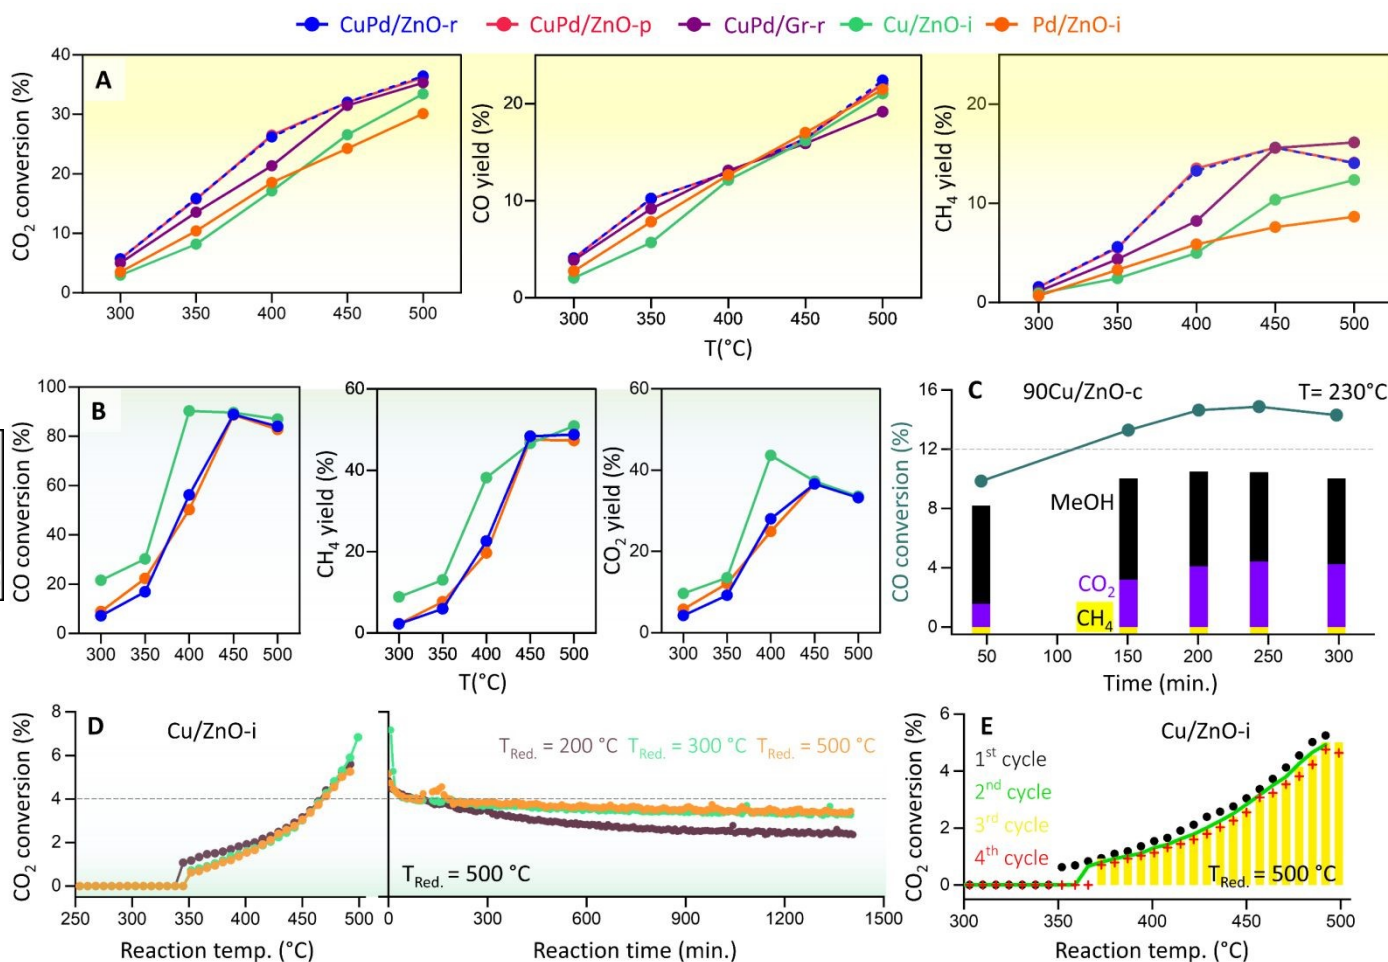 CuPd/ZnO-r CuPd/ZnO-p CuPd/Gr-r Cu/ZnO-i Pd/ZnO-i
A
CO₂ conversion (%)
40
30
20
10
0
300 350 400 450 500
CO yield (%)
20
10
0
300 350 400 450 500
T(°C)
CH₄ yield (%)
20
10
0
300 350 400 450 500
B
CO conversion (%)
100
80
60
40
20
0
300 350 400 450 500
CH₄ yield (%)
60
40
20
0
300 350 400 450 500
T(°C)
CO₂ yield (%)
60
40
20
0
300 350 400 450 500
C
90Cu/ZnO-c T= 230°C
CO conversion (%)
16
12
8
4
0
MeOH
CO₂
CH₄
50 100 150 200 250 300
Time (min.)
D
Cu/ZnO-i
CO₂ conversion (%)
8
6
4
2
0
250 300 350 400 450 500
Reaction temp. (°C)
T Red. = 200 °C T Red. = 300 °C T Red. = 500 °C
T Red. = 500 °C
0 300 600 900 1200 1500
Reaction time (min.)
E
Cu/ZnO-i
CO₂ conversion (%)
6
4
2
0
1st cycle
2nd cycle
3rd cycle
4th cycle
T Red. = 500 °C
300 350 400 450 500
Reaction temp. (°C)